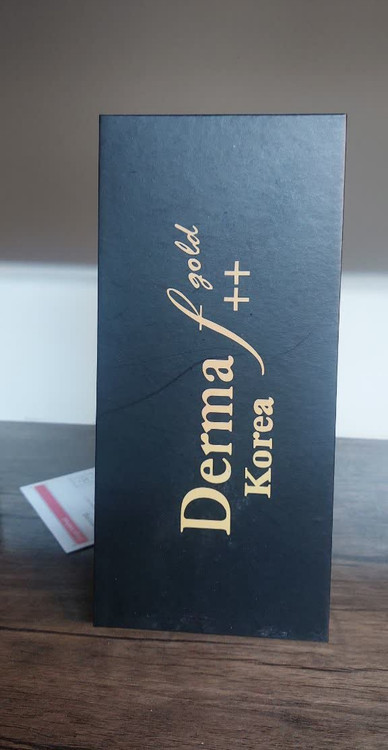 Derma f gold
Korea ++